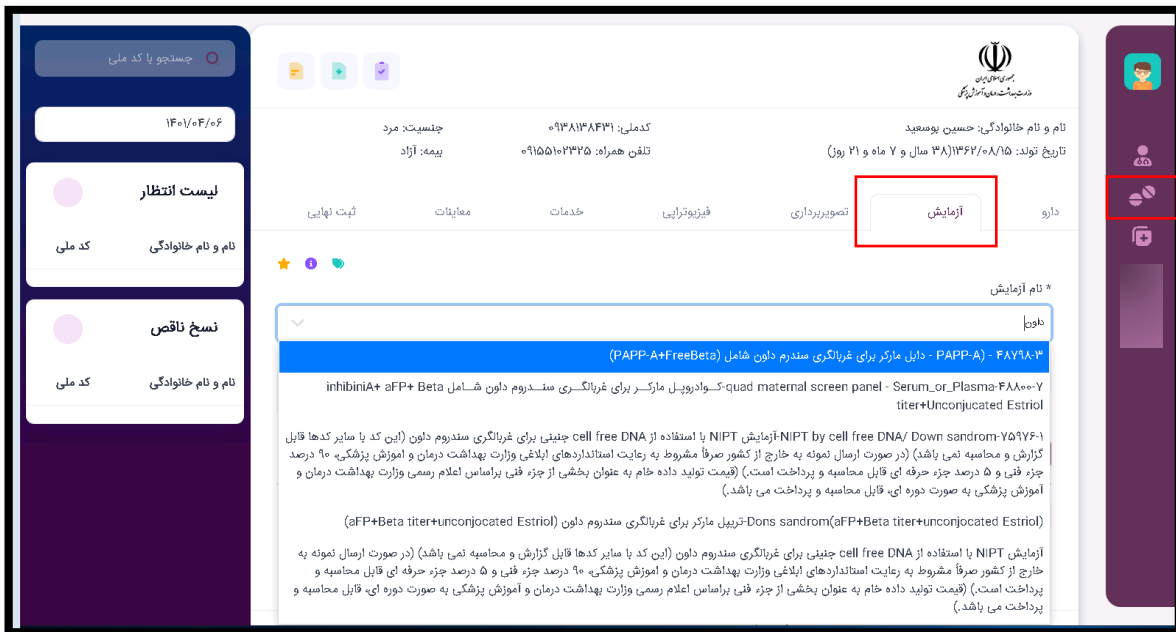 جمهوری اسلامی ایران
وزارت بهداشت، درمان و آموزش پزشکی
نام و نام خانوادگی: حسین بوسعید
کدملی: ۰۹۳۸۱۳۸۴۳۱
جنسیت: مرد
تاریخ تولد: ۱۳۶۲/۰۸/۱۵(۳۸ سال و ۷ ماه و ۲۱ روز)
تلفن همراه: ۰۹۱۵۵۱۰۲۳۲۵
بیمه: آزاد
دارو
آزمایش
تصویربرداری
فیزیوتراپی
خدمات
معاینات
ثبت نهایی
* نام آزمایش
داون
۴۸۷۹۸-۳ - (PAPP-A - دابل مارکر برای غربالگری سندرم داون شامل (PAPP-A+FreeBeta)
quad maternal screen panel - Serum_or_Plasma-۴۸۸۰۰-۷-کــوادروپــل مارکــر برای غربالگــری سنــدروم داون شــامل inhibiniA+ aFP+ Beta
titer+Unconjucated Estriol
NIPT by cell free DNA/ Down sandrom-۷۵۹۷۶-۱-آزمایش NIPT با استفاده از cell free DNA جنینی برای غربالگری سندروم داون (این کد با سایر کدها قابل
گزارش و محاسبه نمی باشد) (در صورت ارسال نمونه به خارج از کشور صرفاً مشروط به رعایت استانداردهای ابلاغی وزارت بهداشت درمان و اموزش پزشکی، ۹۰ درصد
جزء فنی و ۵ درصد جزء حرفه ای قابل محاسبه و پرداخت است.) (قیمت تولید داده خام به عنوان بخشی از جزء فنی براساس اعلام رسمی وزارت بهداشت درمان و
آموزش پزشکی به صورت دوره ای، قابل محاسبه و پرداخت می باشد.)
Dons sandrom(aFP+Beta titer+unconjocated Estriol)-تریپل مارکر برای غربالگری سندروم داون (aFP+Beta titer+unconjocated Estriol)
آزمایش NIPT با استفاده از cell free DNA جنینی برای غربالگری سندروم داون (این کد با سایر کدها قابل گزارش و محاسبه نمی باشد) (در صورت ارسال نمونه به
خارج از کشور صرفاً مشروط به رعایت استانداردهای ابلاغی وزارت بهداشت درمان و اموزش پزشکی، ۹۰ درصد جزء فنی و ۵ درصد جزء حرفه ای قابل محاسبه و
پرداخت است.) (قیمت تولید داده خام به عنوان بخشی از جزء فنی براساس اعلام رسمی وزارت بهداشت درمان و آموزش پزشکی به صورت دوره ای، قابل محاسبه و
پرداخت می باشد.)
جستجو با کد ملی
۱۴۰۱/۰۴/۰۶
لیست انتظار
نام و نام خانوادگی
کد ملی
نسخ ناقص
نام و نام خانوادگی
کد ملی